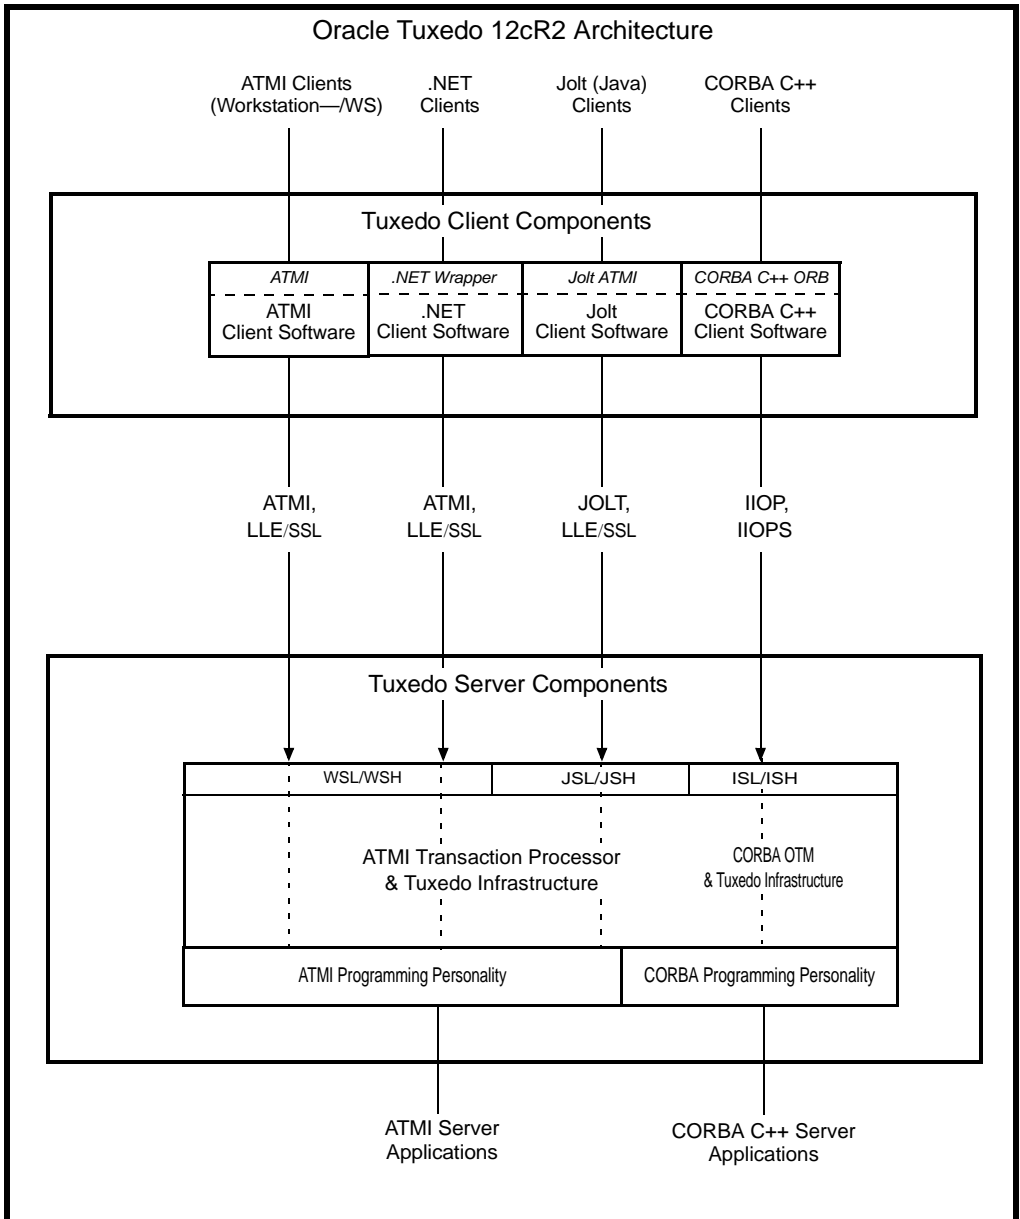 Oracle Tuxedo 12cR2 Architecture
ATMI Clients
(Workstation—/WS)
.NET
Clients
Jolt (Java)
Clients
CORBA C++
Clients
Tuxedo Client Components
ATMI
.NET Wrapper
Jolt ATMI
CORBA C++ ORB
ATMI
Client Software
.NET
Client Software
Jolt
Client Software
CORBA C++
Client Software
ATMI,
LLE/SSL
ATMI,
LLE/SSL
JOLT,
LLE/SSL
IIOP,
IIOPS
Tuxedo Server Components
WSL/WSH
JSL/JSH
ISL/ISH
ATMI Transaction Processor
& Tuxedo Infrastructure
CORBA OTM
& Tuxedo Infrastructure
ATMI Programming Personality
CORBA Programming Personality
ATMI Server
Applications
CORBA C++ Server
Applications